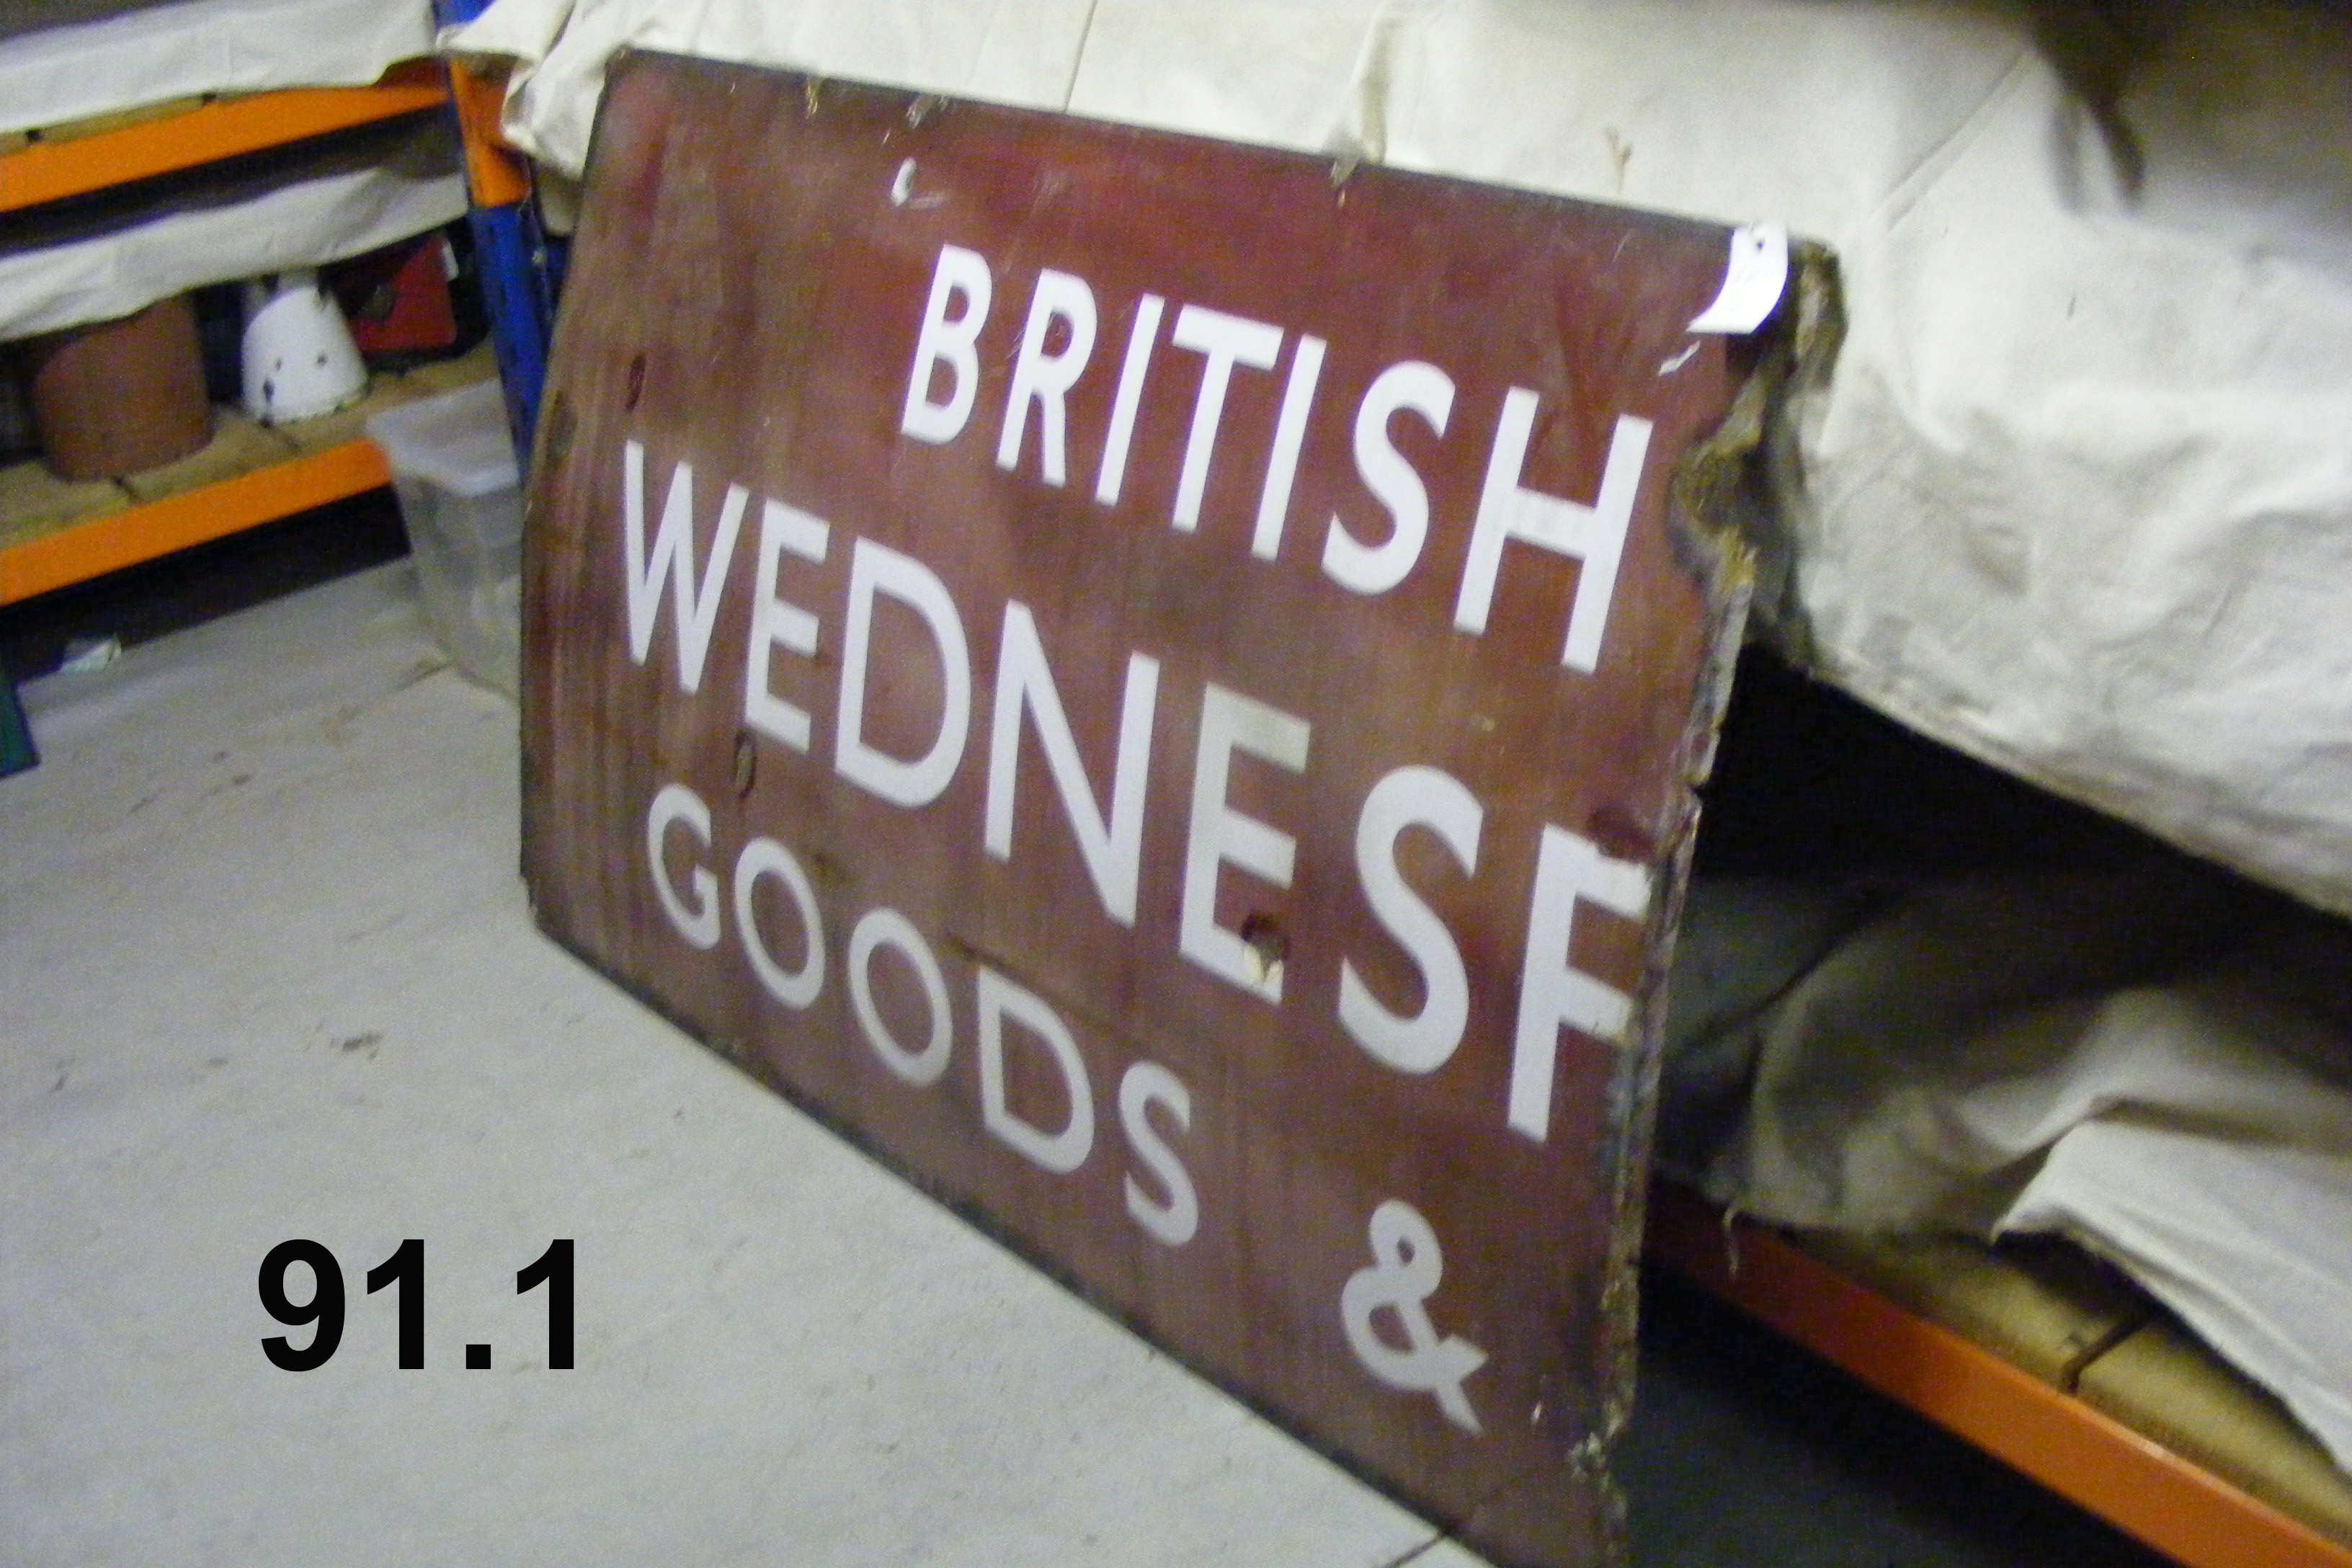 BRITISH
WEDNESF
GOODS &
91.1